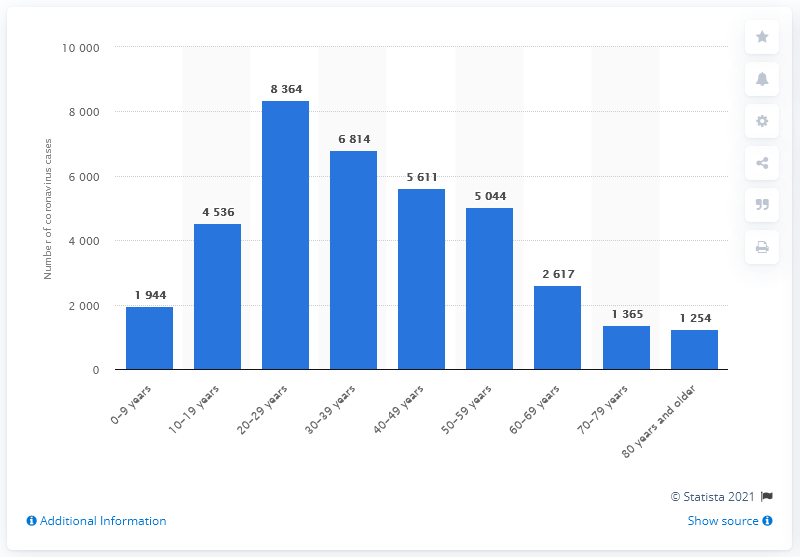 10 000
8 000
6 000
4 000
2 000
0
Number of coronavirus cases
1 944
4 536
8 364
6 814
5 611
5 044
2 617
1 365
1 254
0–9 years
10–19 years
20–29 years
30–39 years
40–49 years
50–59 years
60–69 years
70–79 years
80 years and older
© Statista 2021
Additional Information
Show source